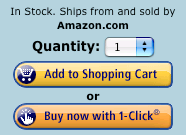 In Stock. Ships from and sold by
Amazon.com
Quantity: 1
Add to Shopping Cart
or
Buy now with 1-Click®